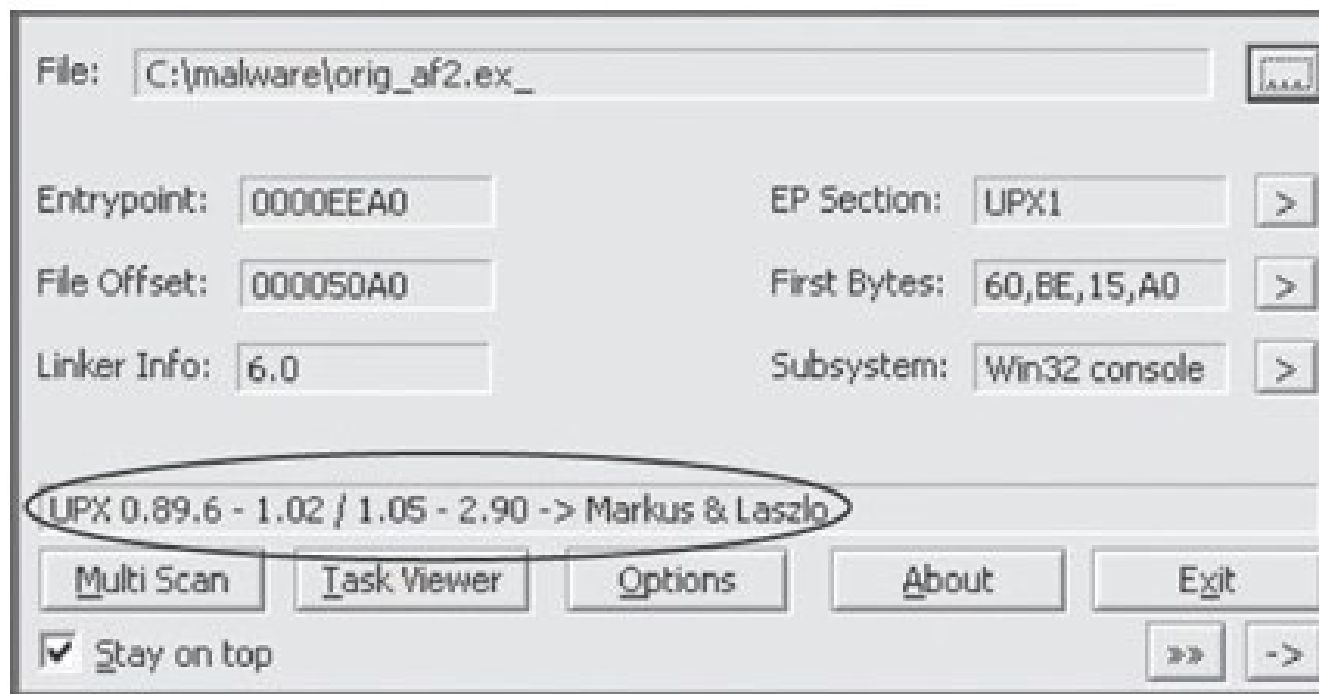 File: C:\malware\orig_af2.ex_ ...
Entrypoint: 0000EEA0 EP Section: UPX1 >
File Offset: 000050A0 First Bytes: 60,BE,15,A0 >
Linker Info: 6.0 Subsystem: Win32 console >
UPX 0.89.6 - 1.02 / 1.05 - 2.90 -> Markus & Laszlo
Multi Scan Task Viewer Options About Exit
Stay on top »» ->